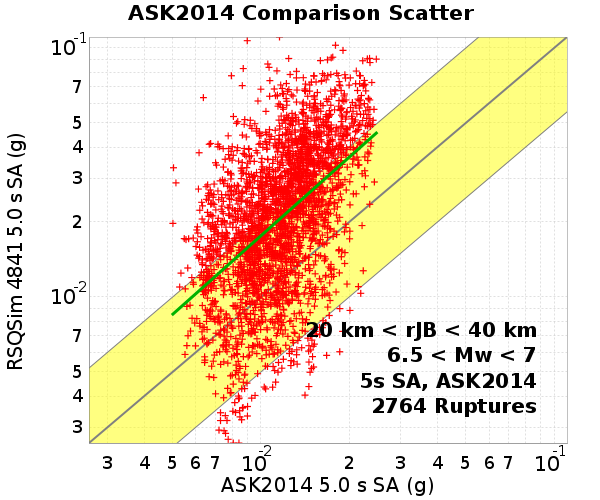 ASK2014 Comparison Scatter
RSQSim 4841 5.0 s SA (g)
10-1
7
5
4
3
2
10-2
7
5
4
3
20 km < rJB < 40 km
6.5 < Mw < 7
5s SA, ASK2014
2764 Ruptures
3 4 5 6 7 10-2 2 3 4 5 6 7 10-1
ASK2014 5.0 s SA (g)